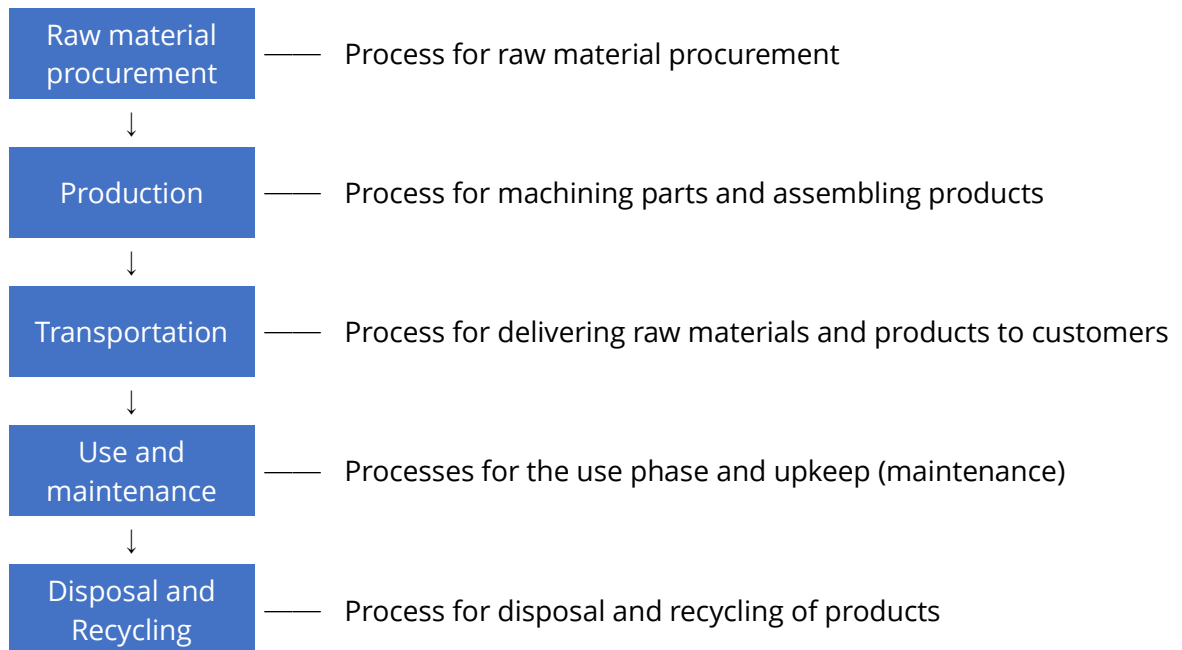 Raw material
procurement
Process for raw material procurement
↓
Production
Process for machining parts and assembling products
↓
Transportation
Process for delivering raw materials and products to customers
↓
Use and
maintenance
Processes for the use phase and upkeep (maintenance)
↓
Disposal and
Recycling
Process for disposal and recycling of products